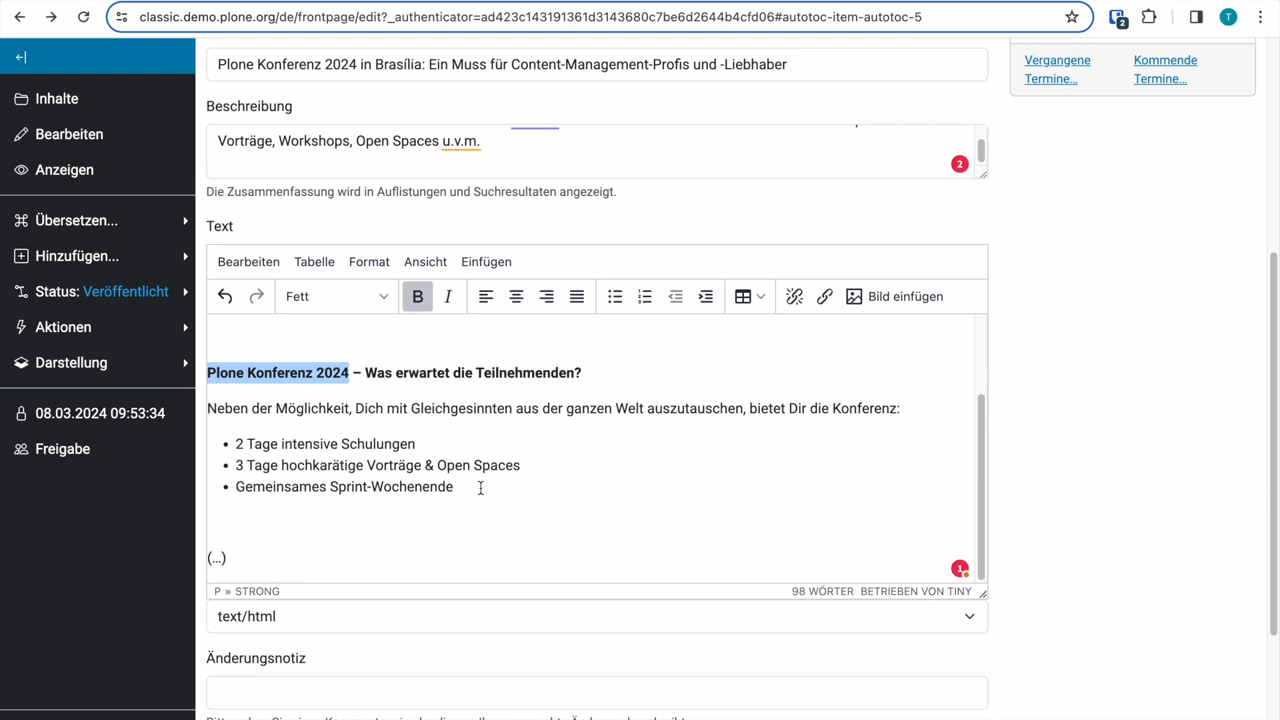 classic.demo.plone.org/de/frontpage/edit?_authenticator=ad423c143191361d3143680c7be6d2644b4cfd06#autotoc-item-autotoc-5
2
T
Inhalte
Bearbeiten
Anzeigen
Übersetzen...
Hinzufügen...
Status: Veröffentlicht
Aktionen
Darstellung
08.03.2024 09:53:34
Freigabe
Plone Konferenz 2024 in Brasília: Ein Muss für Content-Management-Profis und -Liebhaber
Beschreibung
Vorträge, Workshops, Open Spaces u.v.m.
2
Die Zusammenfassung wird in Auflistungen und Suchresultaten angezeigt.
Text
Bearbeiten Tabelle Format Ansicht Einfügen
Fett B I Bild einfügen
Plone Konferenz 2024 – Was erwartet die Teilnehmenden?
Neben der Möglichkeit, Dich mit Gleichgesinnten aus der ganzen Welt auszutauschen, bietet Dir die Konferenz:
• 2 Tage intensive Schulungen
• 3 Tage hochkarätige Vorträge & Open Spaces
• Gemeinsames Sprint-Wochenende
(…)
1
P » STRONG 98 WÖRTER BETRIEBEN VON TINY
text/html
Änderungsnotiz
Vergangene Termine…
Kommende Termine…